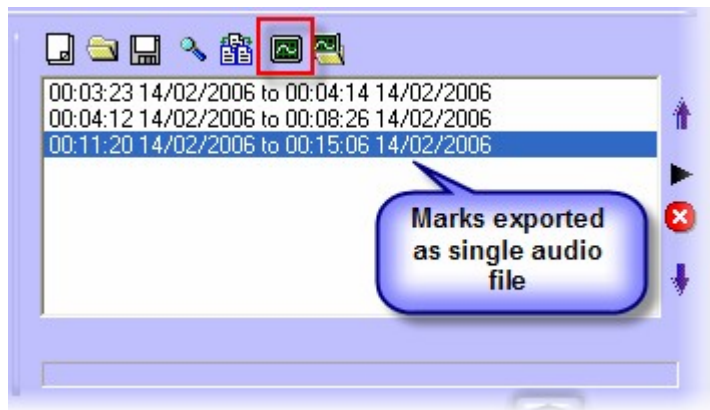 00:03:23 14/02/2006 to 00:04:14 14/02/2006
00:04:12 14/02/2006 to 00:08:26 14/02/2006
00:11:20 14/02/2006 to 00:15:06 14/02/2006
Marks exported
as single audio
file